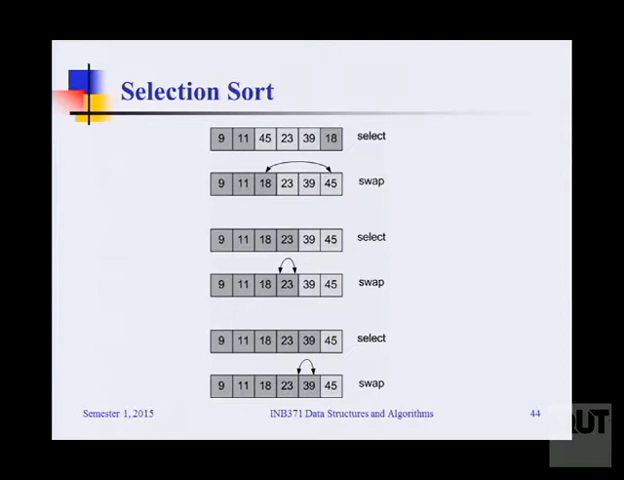 Selection Sort
9 11 45 23 39 18 select
9 11 18 23 39 45 swap
9 11 18 23 39 45 select
9 11 18 23 39 45 swap
9 11 18 23 39 45 select
9 11 18 23 39 45 swap
Semester 1, 2015 INB371 Data Structures and Algorithms 44
QUT